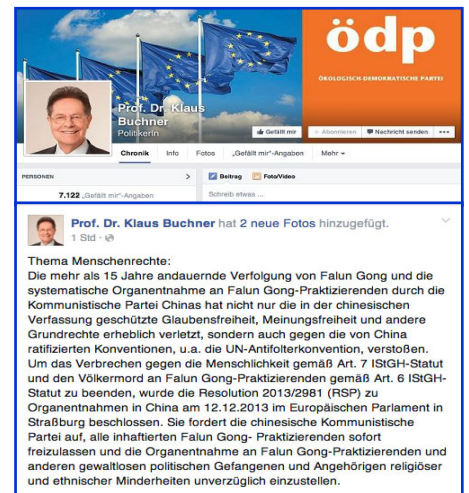 ödp
ÖKOLOGISCH-DEMOKRATISCHE PARTEI
Prof. Dr. Klaus
Buchner
PolitikerIn
Gefällt mir
Abonnieren
Nachricht senden
Chronik Info Fotos „Gefällt mir“-Angaben Mehr
PERSONEN
7.122 „Gefällt mir“-Angaben
Beitrag Foto/Video
Schreib etwas ...
Prof. Dr. Klaus Buchner hat 2 neue Fotos hinzugefügt.
1 Std ·
Thema Menschenrechte:
Die mehr als 15 Jahre andauernde Verfolgung von Falun Gong und die
systematische Organentnahme an Falun Gong-Praktizierenden durch die
Kommunistische Partei Chinas hat nicht nur die in der chinesischen
Verfassung geschützte Glaubensfreiheit, Meinungsfreiheit und andere
Grundrechte erheblich verletzt, sondern auch gegen die von China
ratifizierten Konventionen, u.a. die UN-Antifolterkonvention, verstoßen.
Um das Verbrechen gegen die Menschlichkeit gemäß Art. 7 IStGH-Statut
und den Völkermord an Falun Gong-Praktizierenden gemäß Art. 6 IStGH-
Statut zu beenden, wurde die Resolution 2013/2981 (RSP) zu
Organentnahmen in China am 12.12.2013 im Europäischen Parlament in
Straßburg beschlossen. Sie fordert die chinesische Kommunistische
Partei auf, alle inhaftierten Falun Gong- Praktizierenden sofort
freizulassen und die Organentnahme an Falun Gong-Praktizierenden und
anderen gewaltlosen politischen Gefangenen und Angehörigen religiöser
und ethnischer Minderheiten unverzüglich einzustellen.